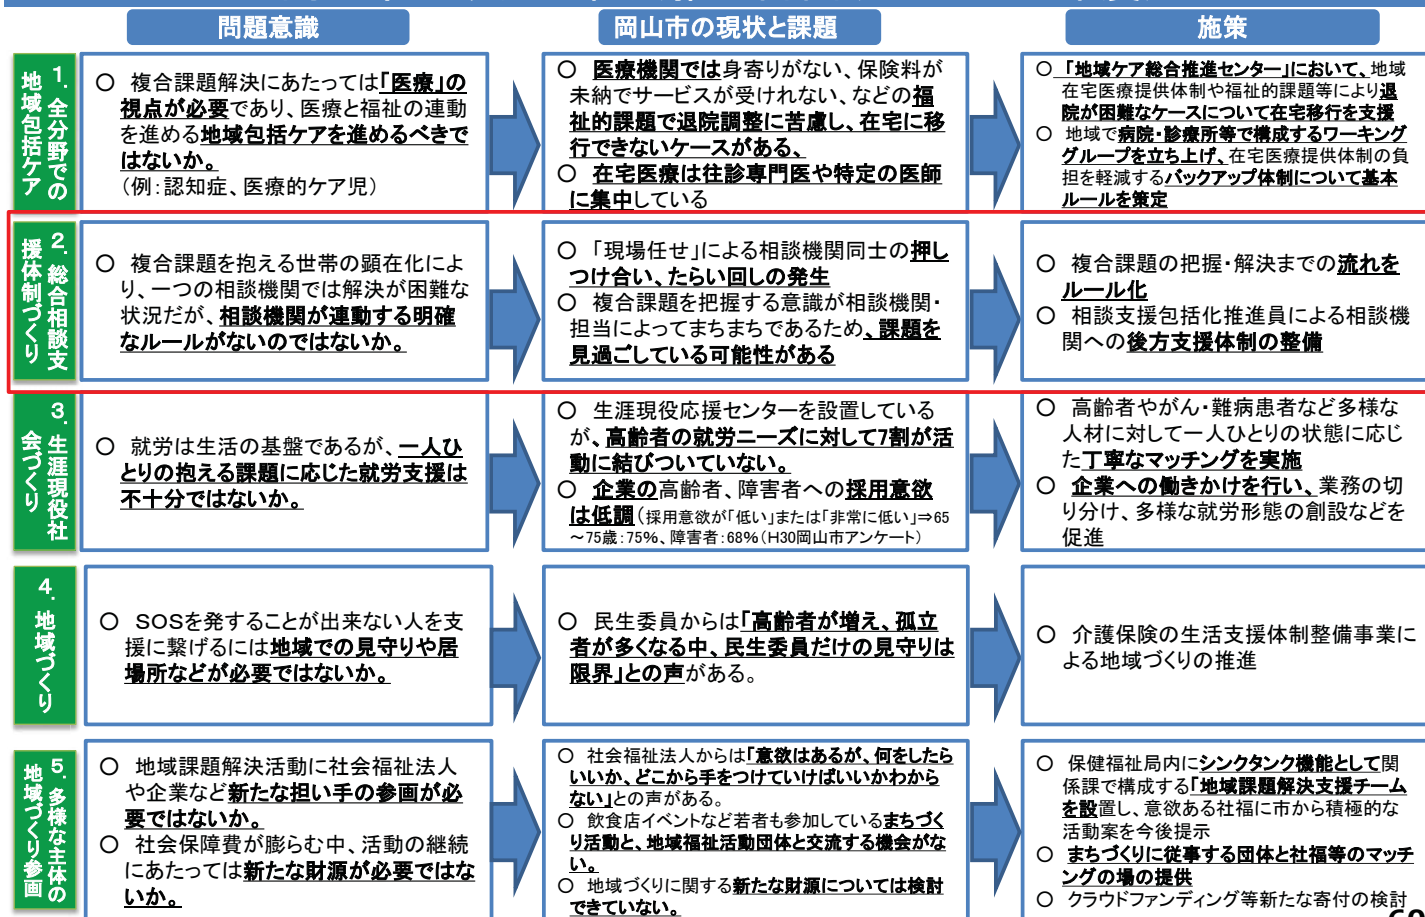 問題意識
岡山市の現状と課題
施策
1.全分野での
地域包括ケア
○ 複合課題解決にあたっては「医療」の
視点が必要であり、医療と福祉の連動
を進める地域包括ケアを進めるべきで
はないか。
(例:認知症、医療的ケア児)
○ 医療機関では身寄りがない、保険料が
未納でサービスが受けれない、などの福
祉的課題で退院調整に苦慮し、在宅に移
行できないケースがある、
○ 在宅医療は往診専門医や特定の医師
に集中している
○ 「地域ケア総合推進センター」において、地域
在宅医療提供体制や福祉的課題等により退
院が困難なケースについて在宅移行を支援
○ 地域で病院・診療所等で構成するワーキング
グループを立ち上げ、在宅医療提供体制の負
担を軽減するバックアップ体制について基本
ルールを策定
2.総合相談支
援体制づくり
○ 複合課題を抱える世帯の顕在化によ
り、一つの相談機関では解決が困難な
状況だが、相談機関が連動する明確
なルールがないのではないか。
○ 「現場任せ」による相談機関同士の押し
つけ合い、たらい回しの発生
○ 複合課題を把握する意識が相談機関・
担当によってまちまちであるため、課題を
見過ごしている可能性がある
○ 複合課題の把握・解決までの流れを
ルール化
○ 相談支援包括化推進員による相談機
関への後方支援体制の整備
3.生涯現役社
会づくり
○ 就労は生活の基盤であるが、一人ひ
とりの抱える課題に応じた就労支援は
不十分ではないか。
○ 生涯現役応援センターを設置している
が、高齢者の就労ニーズに対して7割が活
動に結びついていない。
○ 企業の高齢者、障害者への採用意欲
は低調(採用意欲が「低い」または「非常に低い」⇒65
～75歳:75%、障害者:68%(H30岡山市アンケート)
○ 高齢者やがん・難病患者など多様な
人材に対して一人ひとりの状態に応じ
た丁寧なマッチングを実施
○ 企業への働きかけを行い、業務の切
り分け、多様な就労形態の創設などを
促進
4.地域づくり
○ SOSを発することが出来ない人を支
援に繋げるには地域での見守りや居
場所などが必要ではないか。
○ 民生委員からは「高齢者が増え、孤立
者が多くなる中、民生委員だけの見守りは
限界」との声がある。
○ 介護保険の生活支援体制整備事業に
よる地域づくりの推進
5.多様な主体の
地域づくり参画
○ 地域課題解決活動に社会福祉法人
や企業など新たな担い手の参画が必
要ではないか。
○ 社会保障費が膨らむ中、活動の継続
にあたっては新たな財源が必要ではな
いか。
○ 社会福祉法人からは「意欲はあるが、何をしたら
いいか、どこから手をつけていけばいいかわから
ない」との声がある。
○ 飲食店イベントなど若者も参加しているまちづく
り活動と、地域福祉活動団体と交流する機会がな
い。
○ 地域づくりに関する新たな財源については検討
できていない。
○ 保健福祉局内にシンクタンク機能として関
係課で構成する「地域課題解決支援チーム
を設置し、意欲ある社福に市から積極的な
活動案を今後提示
○ まちづくりに従事する団体と社福等のマッチ
ングの場の提供
○ クラウドファンディング等新たな寄付の検討